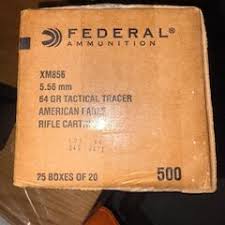 FEDERAL®
AMMUNITION
XM856
5.56 mm
64 GR TACTICAL TRACER
AMERICAN
RIFLE
25 BOXES OF 20
500